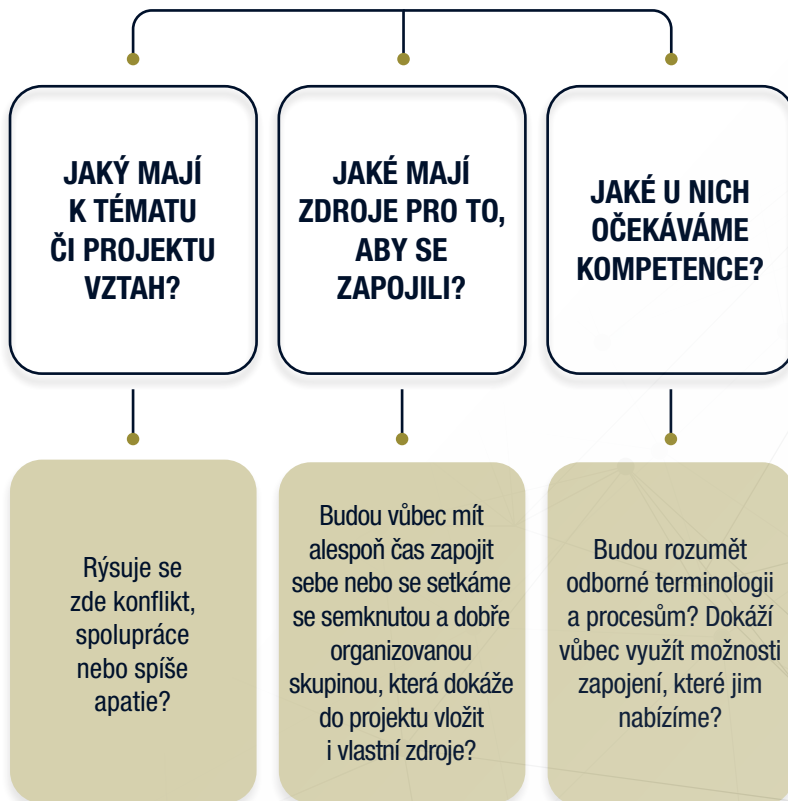 JAKÝ MAJÍ
K TÉMATU
ČI PROJEKTU
VZTAH?
JAKÉ MAJÍ
ZDROJE PRO TO,
ABY SE
ZAPOJILI?
JAKÉ U NICH
OČEKÁVÁME
KOMPETENCE?
Rýsuje se
zde konflikt,
spolupráce
nebo spíše
apatie?
Budou vůbec mít
alespoň čas zapojit
sebe nebo se setkáme
se semknutou a dobře
organizovanou
skupinou, která dokáže
do projektu vložit
i vlastní zdroje?
Budou rozumět
odborné terminologii
a procesům? Dokáží
vůbec využít možnosti
zapojení, které jim
nabízíme?